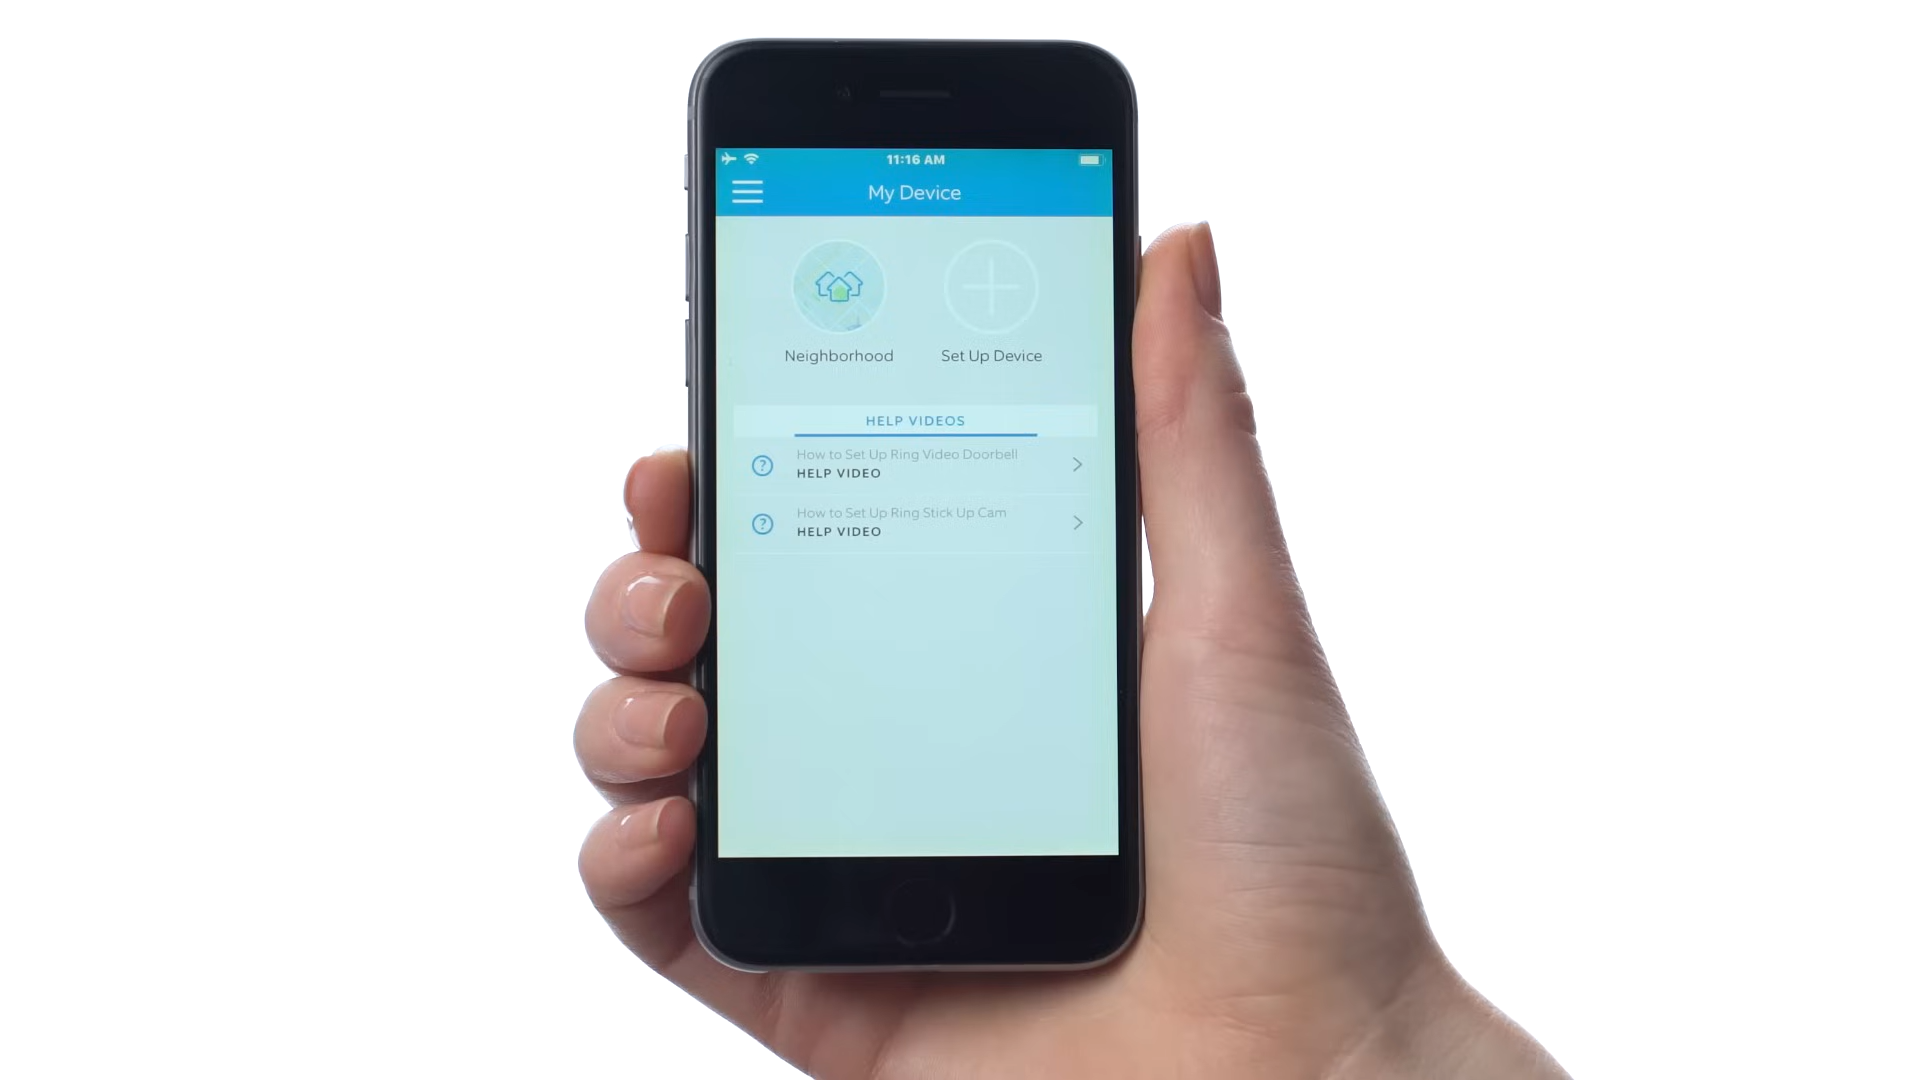 11:16 AM
My Device
Neighborhood
Set Up Device
HELP VIDEOS
How to Set Up Ring Video Doorbell
HELP VIDEO
How to Set Up Ring Stick Up Cam
HELP VIDEO